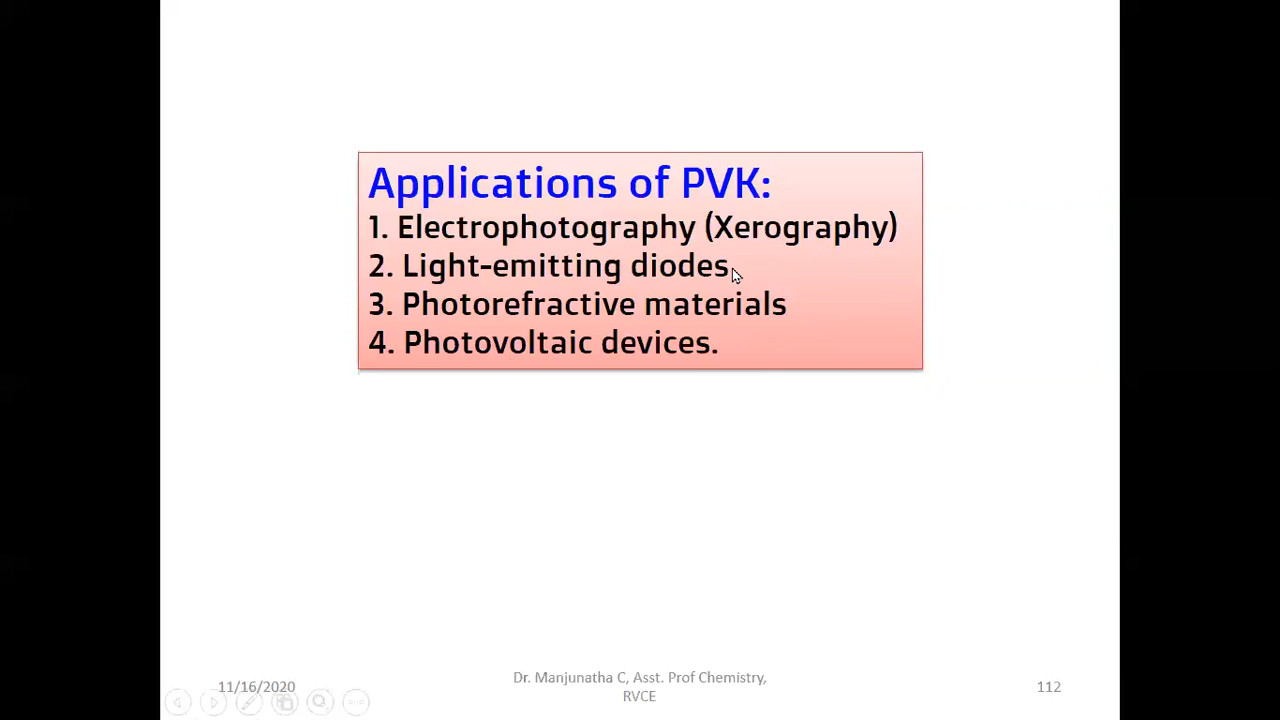 Applications of PVK:
1. Electrophotography (Xerography)
2. Light-emitting diodes
3. Photorefractive materials
4. Photovoltaic devices.
11/16/2020
Dr. Manjunatha C, Asst. Prof Chemistry,
RVCE
112